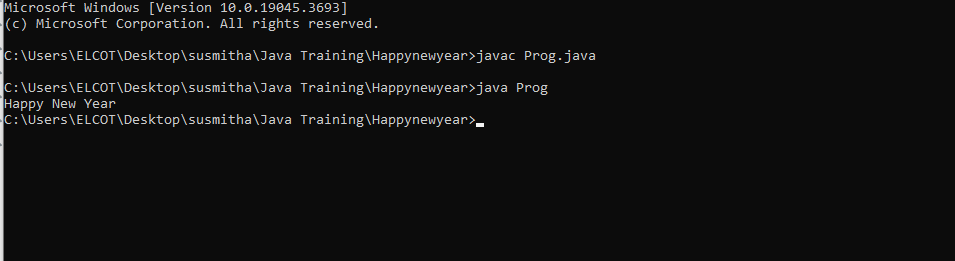 Microsoft Windows [Version 10.0.19045.3693]
(c) Microsoft Corporation. All rights reserved.
C:\Users\ELCOT\Desktop\susmitha\Java Training\Happynewyear>javac Prog.java
C:\Users\ELCOT\Desktop\susmitha\Java Training\Happynewyear>java Prog
Happy New Year
C:\Users\ELCOT\Desktop\susmitha\Java Training\Happynewyear>